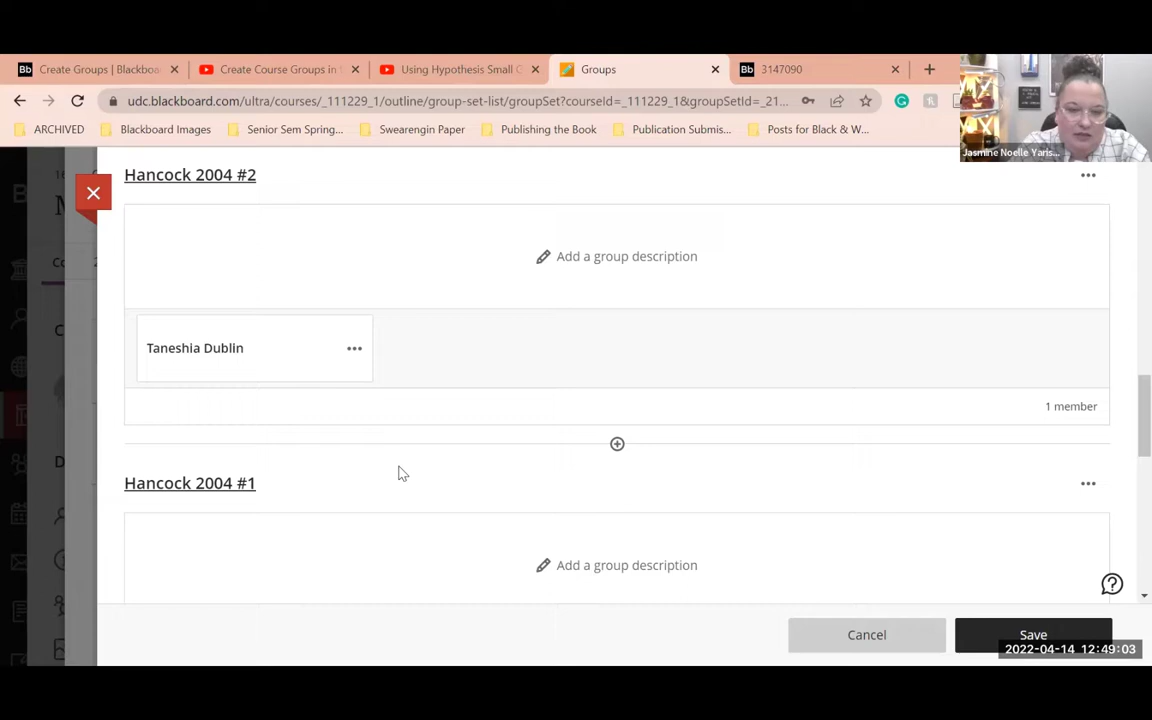 Create Groups | Blackboa
Create Course Groups in
Using Hypothesis Small G
Groups
3147090
udc.blackboard.com/ultra/courses/_111229_1/outline/group-set-list/groupSet?courseId=_111229_1&groupSetId=_21...
ARCHIVED
Blackboard Images
Senior Sem Spring...
Swearengin Paper
Publishing the Book
Publication Submis...
Posts for Black & W...
Jasmine Noelle Yaris...
Hancock 2004 #2
Add a group description
Taneshia Dublin
1 member
Hancock 2004 #1
Add a group description
Cancel
Save
2022-04-14 12:49:03